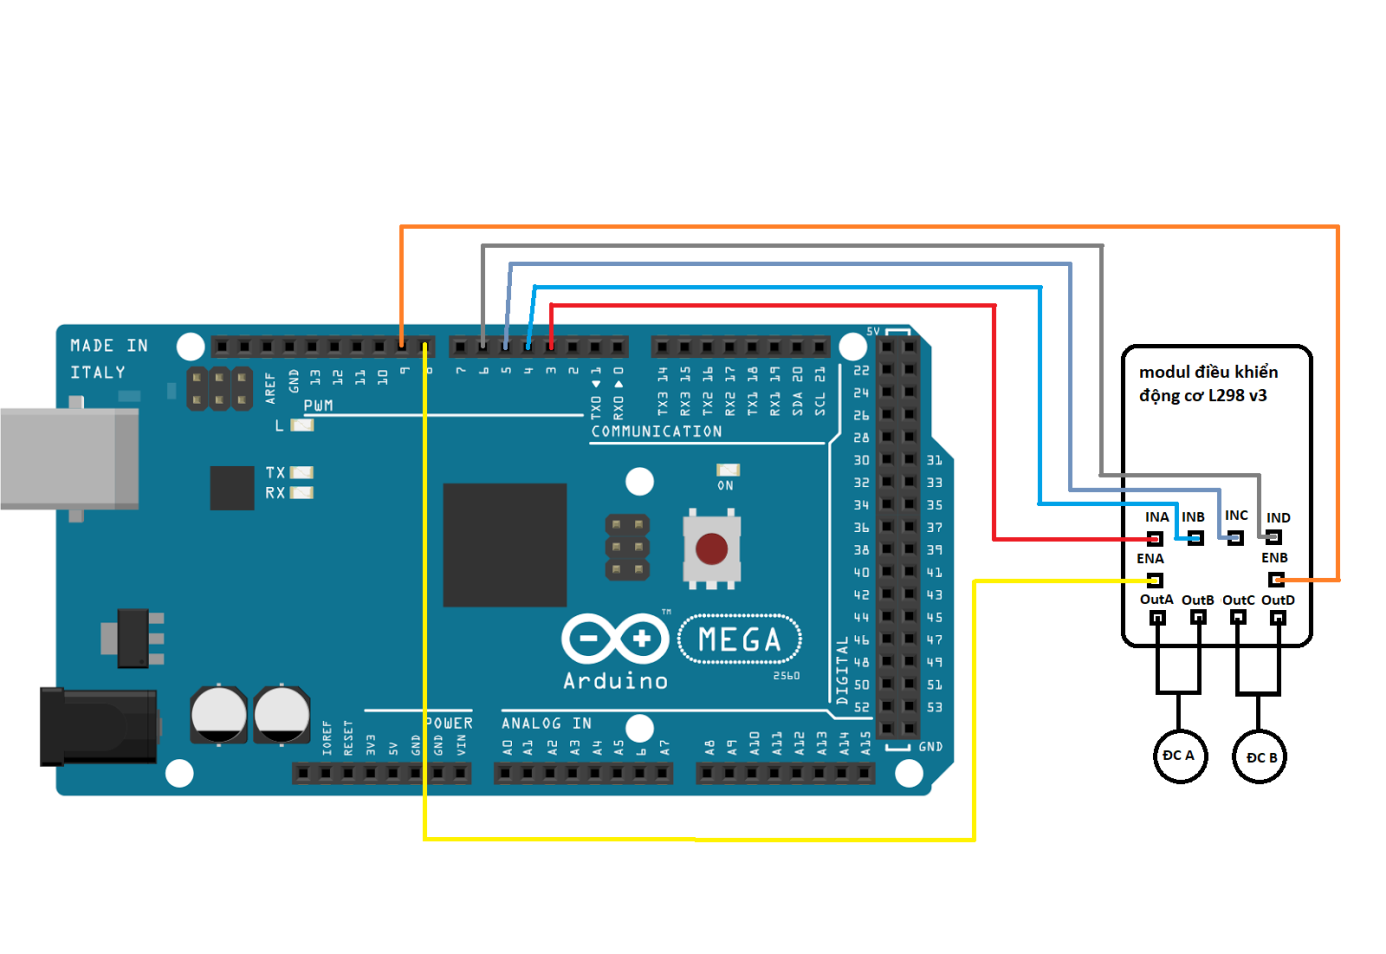 MADE IN
ITALY
AREF
GND
13
12
11
10
9
8
7
6
5
4
3
2
TX0 ◄ 1
RX0 ► 0
TX3 14
RX3 15
TX2 16
RX2 17
TX1 18
RX1 19
SDA 20
SCL 21
PWM
COMMUNICATION
L
TX
RX
ON
5V
22
24
26
28
30 31
32 33
34 35
36 37
38 39
40 41
42 43
44 45
46 47
48 49
50 51
52 53
GND
DIGITAL
Arduino
TM
MEGA
2560
POWER
ANALOG IN
IOREF
RESET
3V3
5V
GND
GND
VIN
A0
A1
A2
A3
A4
A5
6
A7
A8
A9
A10
A11
A12
A13
A14
A15
modul điều khiển
động cơ L298 v3
INA INB INC IND
ENA ENB
OutA OutB OutC OutD
ĐC A ĐC B